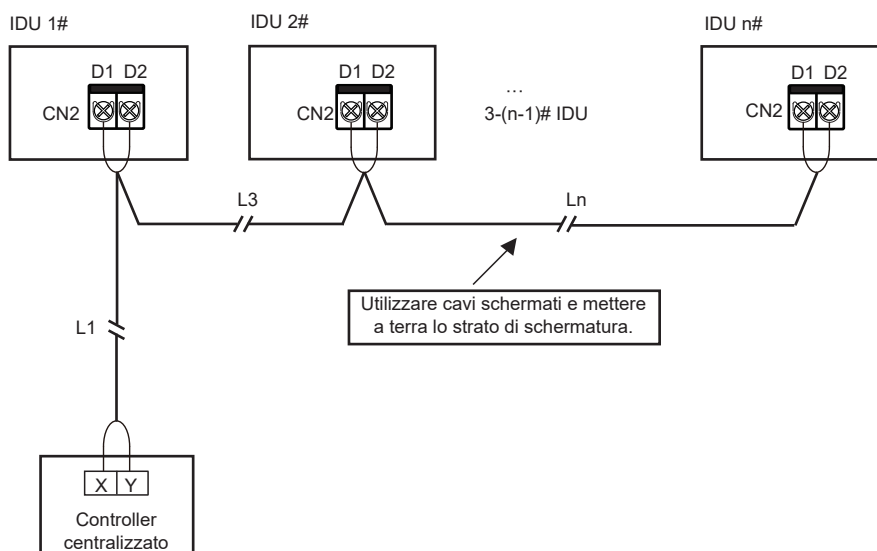 IDU 1#
IDU 2#
IDU n#
D1 D2
CN2
D1 D2
CN2
...
3-(n-1)# IDU
D1 D2
CN2
L3
Ln
Utilizzare cavi schermati e mettere
a terra lo strato di schermatura.
L1
X Y
Controller
centralizzato